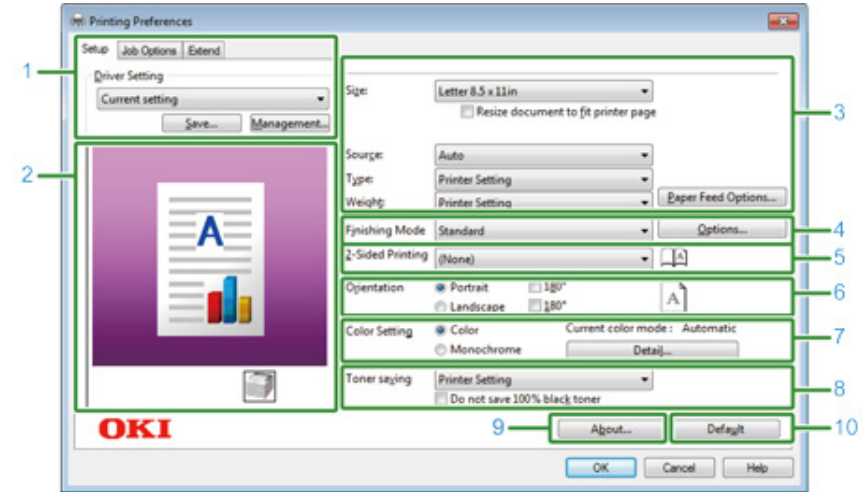 Printing Preferences
Setup Job Options Extend
1
Driver Setting
Current setting
Save... Management...
2
A
OKI
Size: Letter 8.5 x 11in
Resize document to fit printer page
3
Source: Auto
Type: Printer Setting
Weight: Printer Setting Paper Feed Options...
Finishing Mode Standard Options... 4
2-Sided Printing (None) A 5
Orientation Portrait 180°
Landscape 180° A 6
Color Setting Color Current color mode : Automatic
Monochrome Detail... 7
Toner saving Printer Setting
Do not save 100% black toner 8
9 About... Default 10
OK Cancel Help